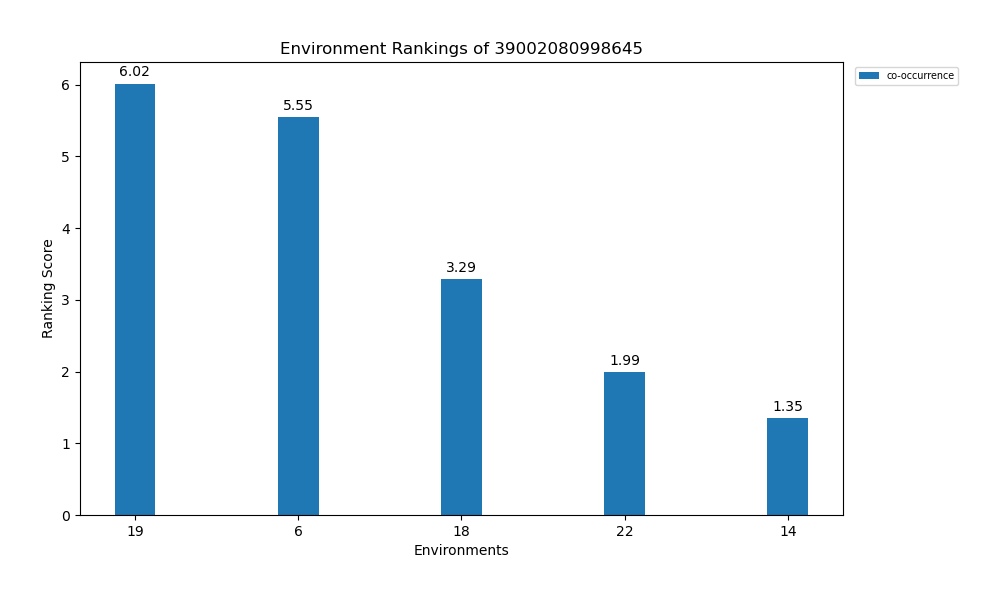 Environment Rankings of 39002080998645
co-occurrence
Ranking Score
6
5
4
3
2
1
0
6.02
5.55
3.29
1.99
1.35
19 6 18 22 14
Environments